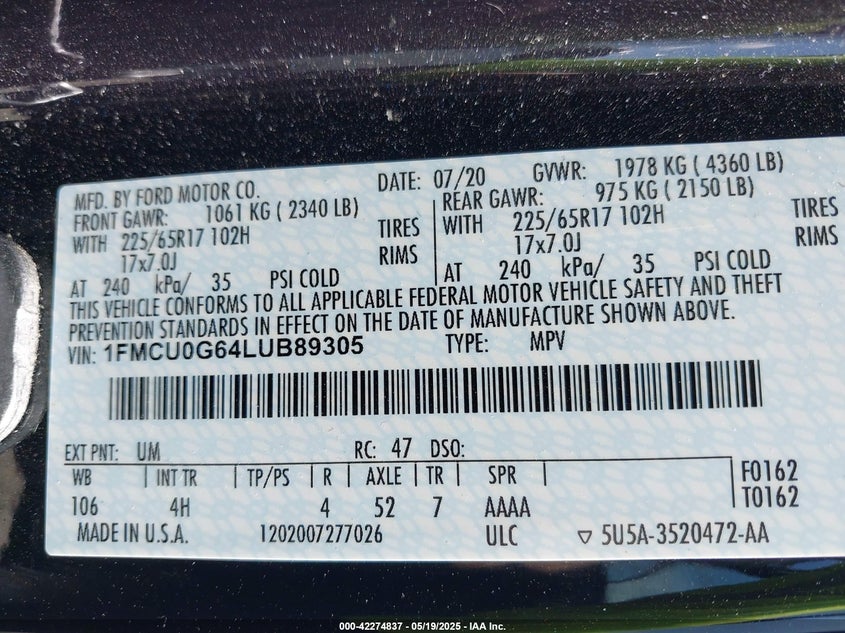 MFD. BY FORD MOTOR CO. DATE: 07/20 GVWR: 1978 KG ( 4360 LB)
FRONT GAWR: 1061 KG ( 2340 LB) REAR GAWR: 975 KG ( 2150 LB)
WITH 225/65R17 102H TIRES WITH 225/65R17 102H TIRES
17x7.0J RIMS 17x7.0J RIMS
AT 240 kPa/ 35 PSI COLD AT 240 kPa/ 35 PSI COLD
THIS VEHICLE CONFORMS TO ALL APPLICABLE FEDERAL MOTOR VEHICLE SAFETY AND THEFT
PREVENTION STANDARDS IN EFFECT ON THE DATE OF MANUFACTURE SHOWN ABOVE.
VIN: 1FMCU0G64LUB89305 TYPE: MPV
EXT PNT: UM RC: 47 DSO:
WB INT TR TP/PS R AXLE TR SPR F0162
106 4H 4 52 7 AAAA T0162
MADE IN U.S.A. 1202007277026 ULC ▽ 5U5A-3520472-AA
000-42274837 - 05/19/2025 - IAA Inc.